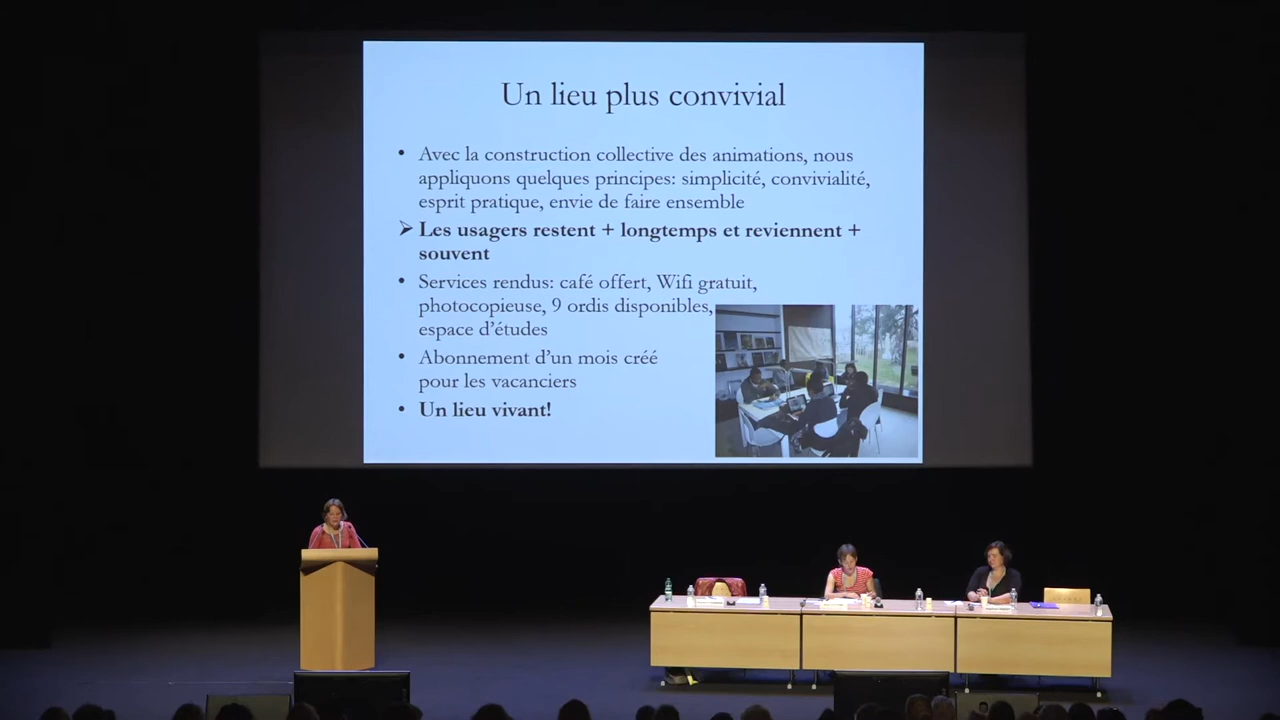 Un lieu plus convivial
• Avec la construction collective des animations, nous
appliquons quelques principes: simplicité, convivialité,
esprit pratique, envie de faire ensemble
➢ Les usagers restent + longtemps et reviennent +
souvent
• Services rendus: café offert, Wifi gratuit,
photocopieuse, 9 ordis disponibles,
espace d'études
• Abonnement d'un mois créé
pour les vacanciers
• Un lieu vivant!